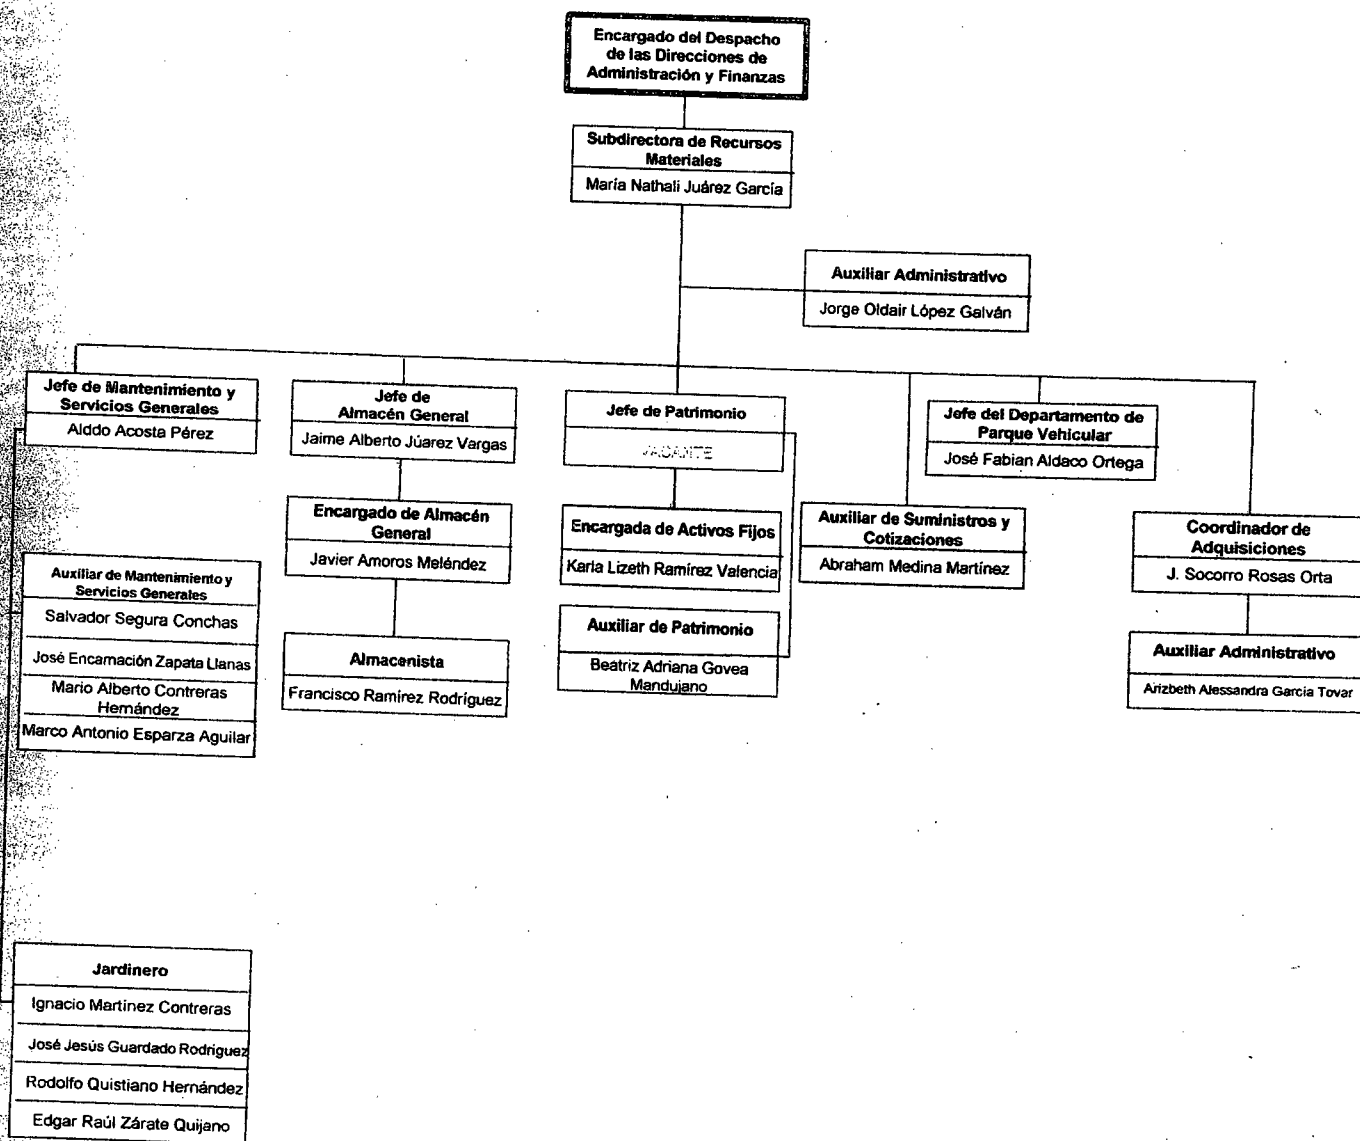 Encargado del Despacho
de las Direcciones de
Administración y Finanzas
Subdirectora de Recursos
Materiales
María Nathali Juárez García
Auxiliar Administrativo
Jorge Oldair López Galván
Jefe de Mantenimiento y
Servicios Generales
Alddo Acosta Pérez
Jefe de
Almacén General
Jaime Alberto Júarez Vargas
Jefe de Patrimonio
VACANTE
Jefe del Departamento de
Parque Vehicular
José Fabian Aldaco Ortega
Encargado de Almacén
General
Javier Amoros Meléndez
Encargada de Activos Fijos
Karla Lizeth Ramírez Valencia
Auxiliar de Suministros y
Cotizaciones
Abraham Medina Martínez
Coordinador de
Adquisiciones
J. Socorro Rosas Orta
Auxiliar de Mantenimiento y
Servicios Generales
Salvador Segura Conchas
José Encarnación Zapata Llanas
Mario Alberto Contreras
Hernández
Marco Antonio Esparza Aguilar
Almacenista
Francisco Ramírez Rodríguez
Auxiliar de Patrimonio
Beatriz Adriana Govea
Mandujano
Auxiliar Administrativo
Arizbeth Alessandra Garcia Tovar
Jardinero
Ignacio Martínez Contreras
José Jesús Guardado Rodriguez
Rodolfo Quistiano Hernández
Edgar Raúl Zárate Quijano